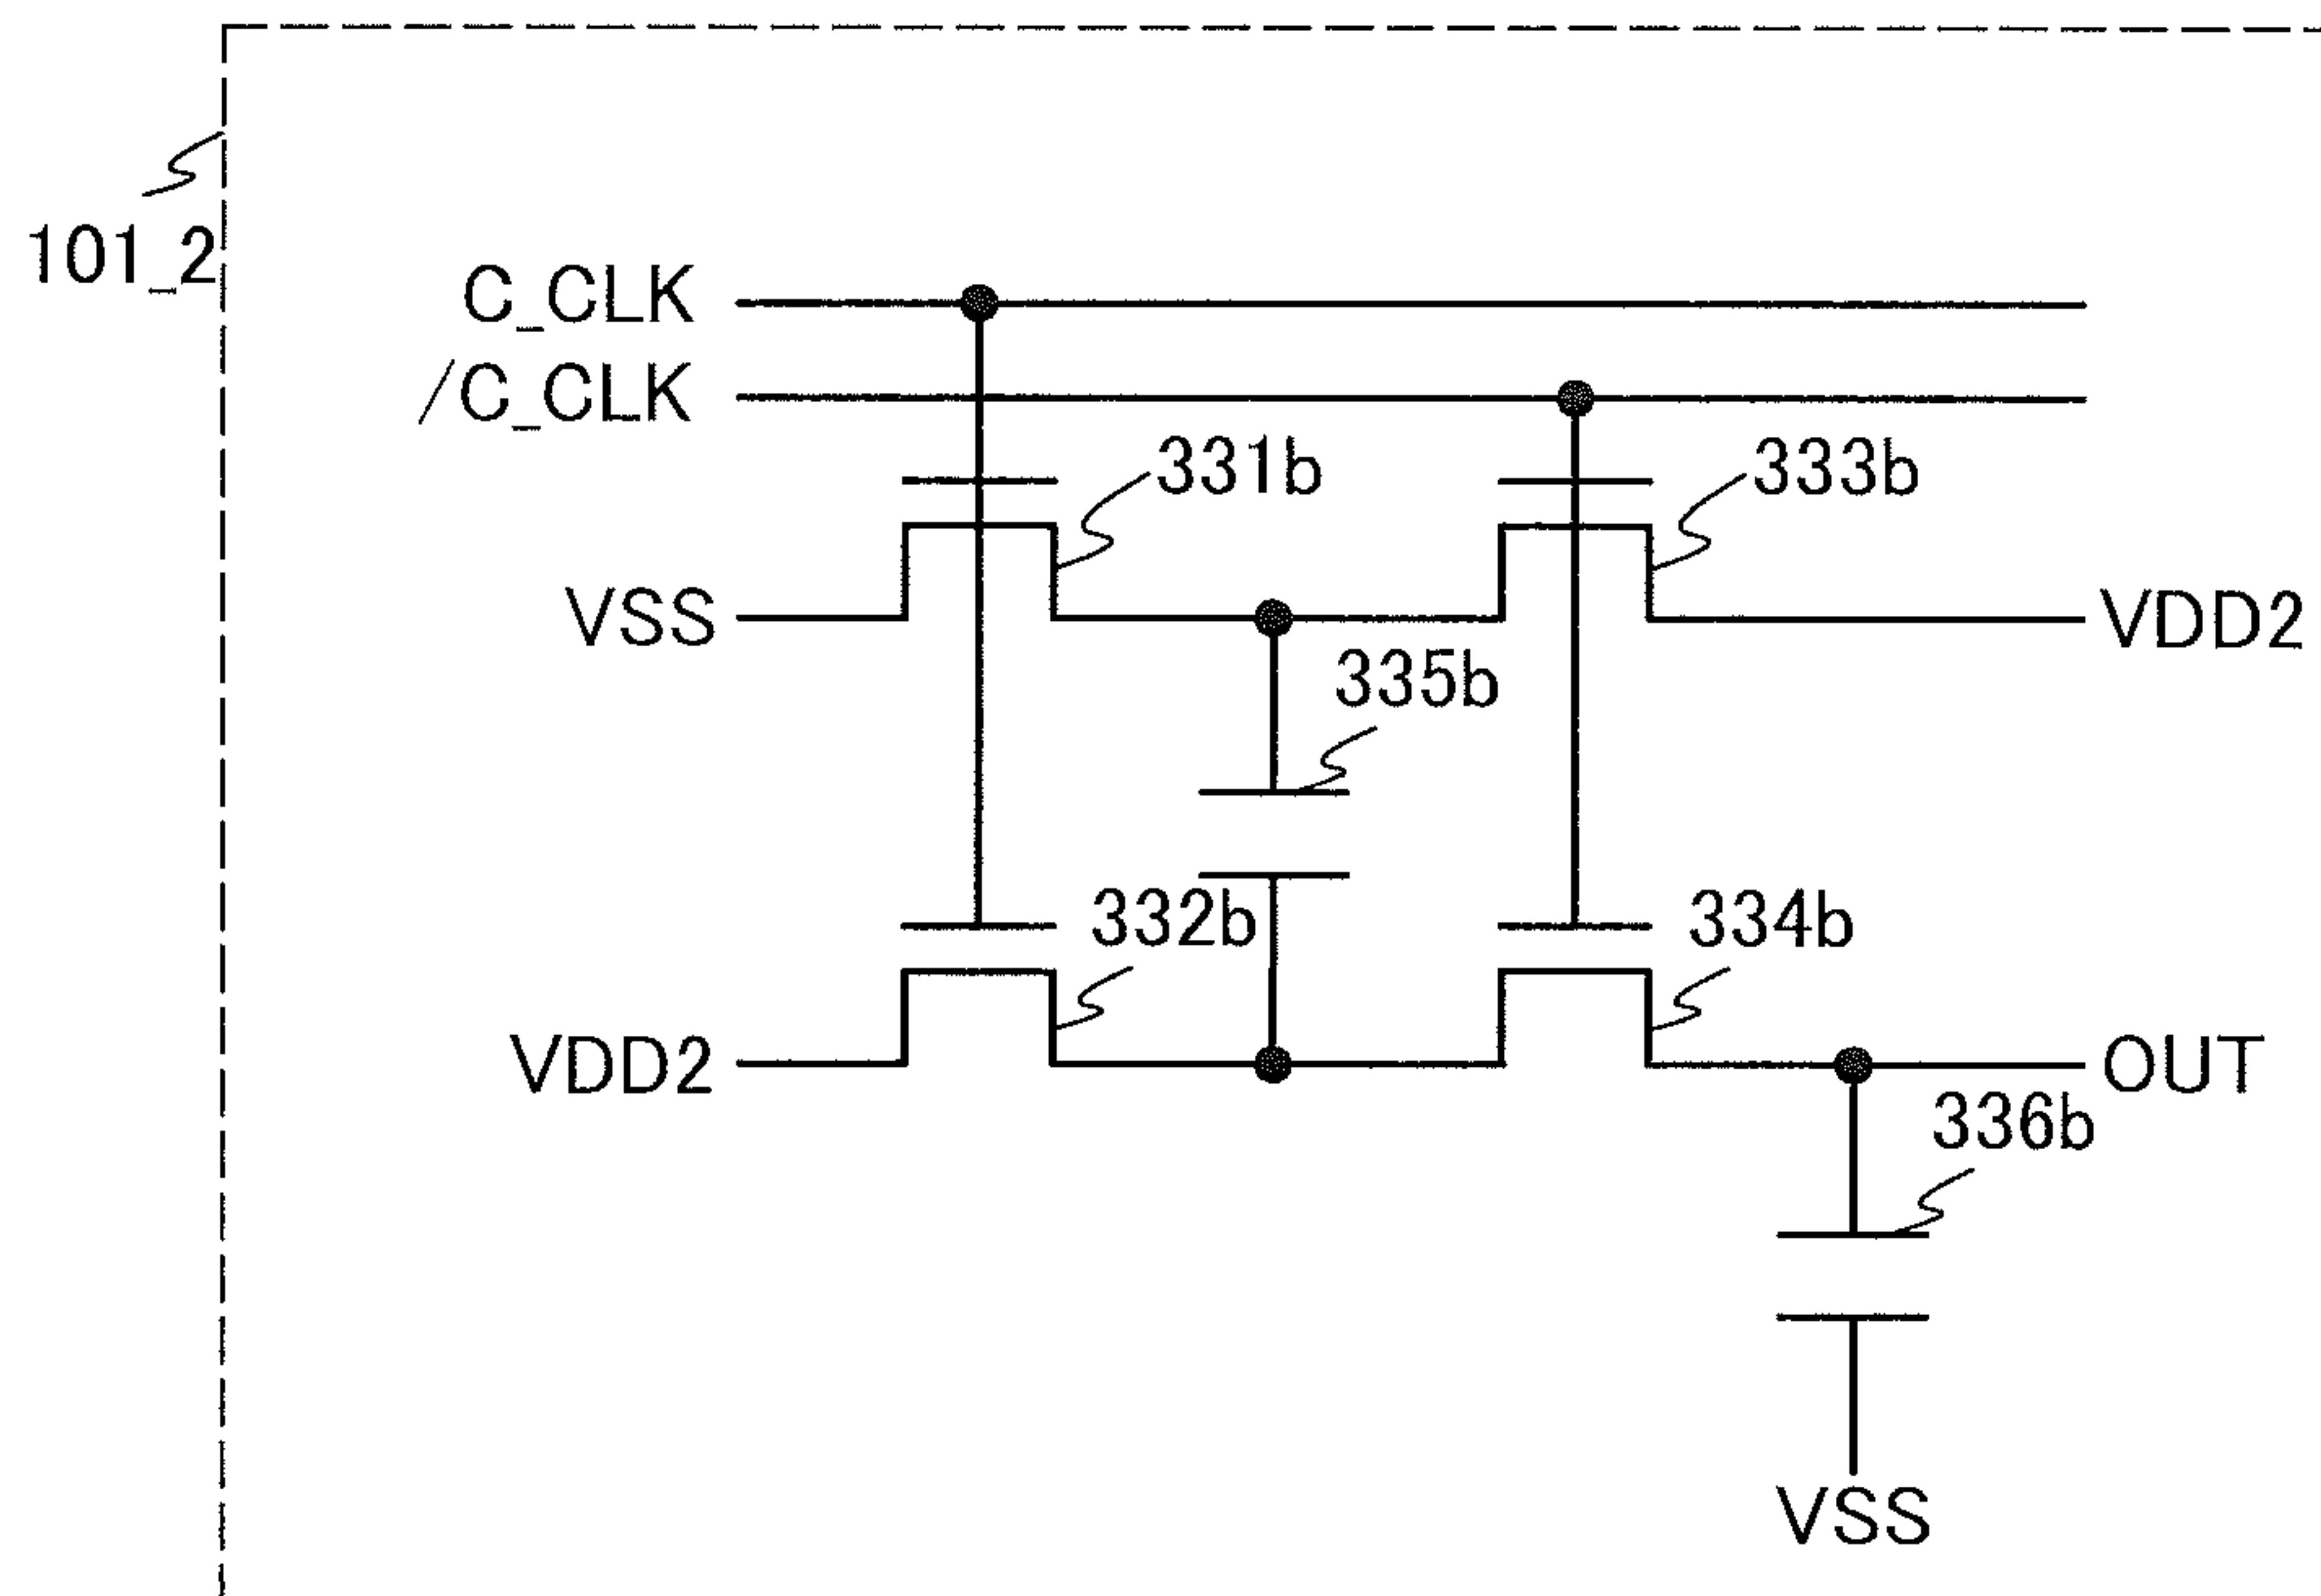 101_2
C_CLK
/C_CLK
331b
333b
VSS
VDD2
335b
332b
334b
VDD2
OUT
336b
VSS